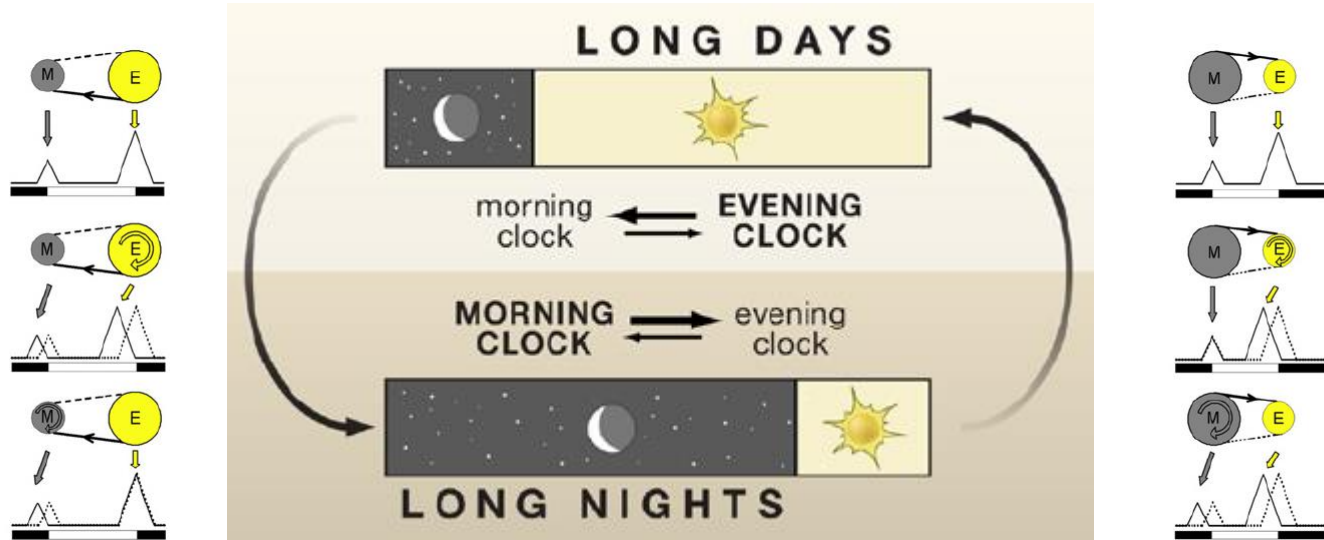 M E
M E
M E
LONG DAYS
morning clock
EVENING CLOCK
MORNING CLOCK
evening clock
LONG NIGHTS
M E
M E
M E